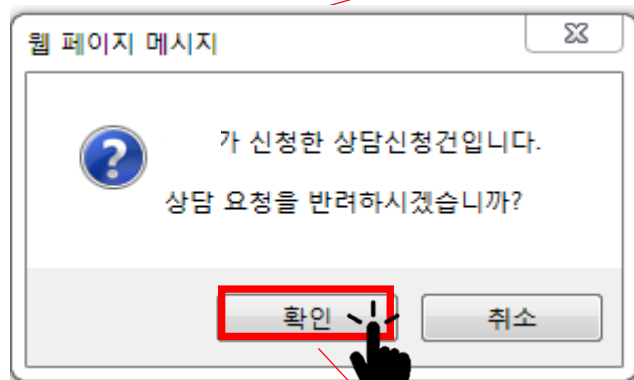 웹 페이지 메시지
가 신청한 상담신청건입니다.
상담 요청을 반려하시겠습니까?
확인
취소